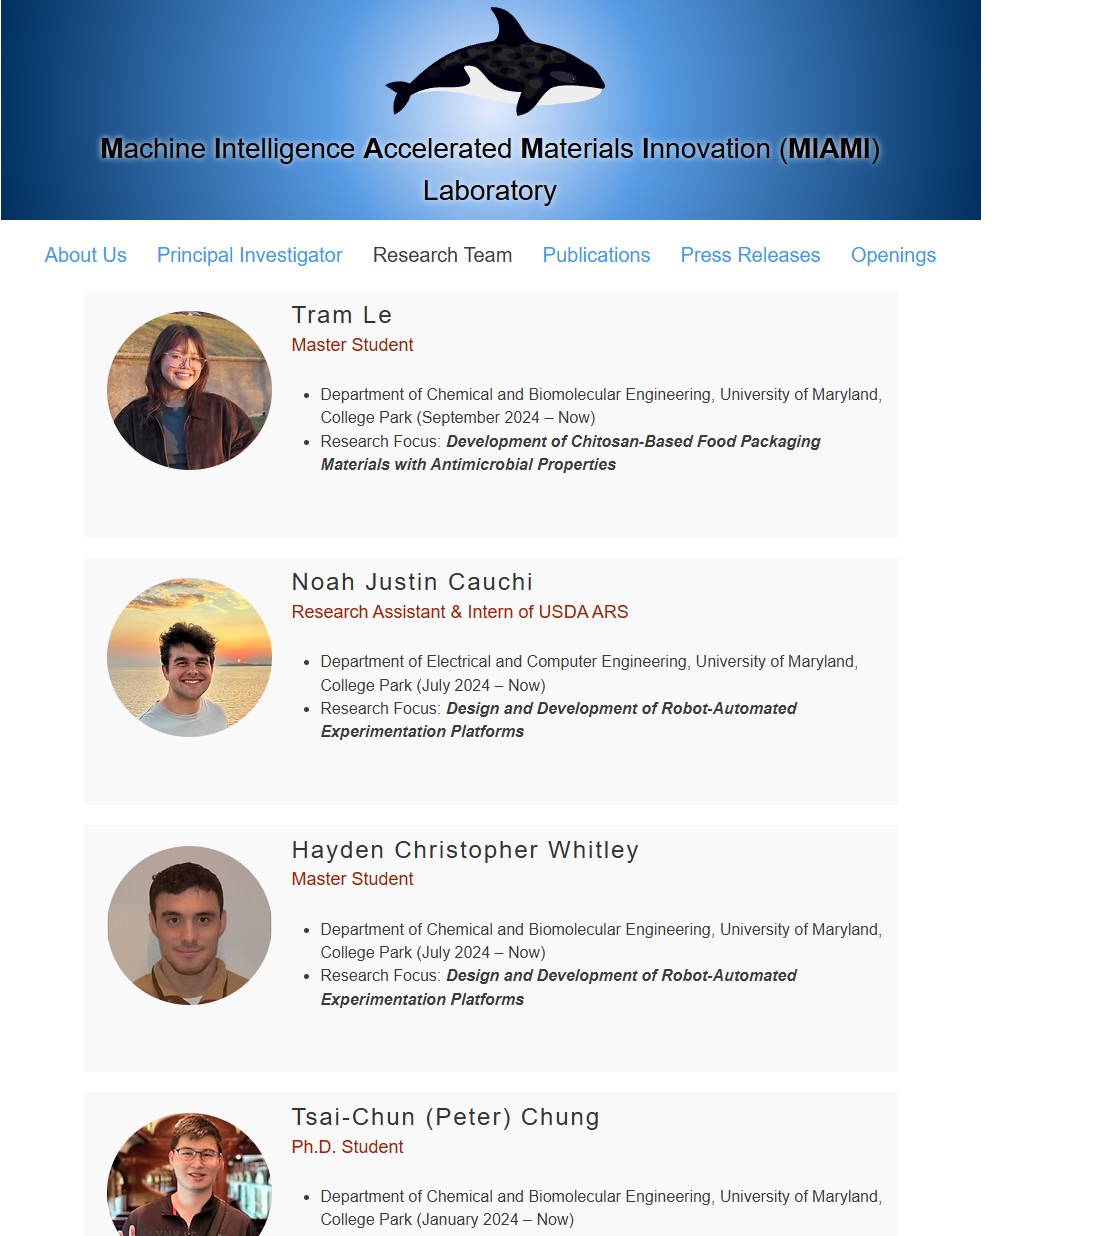 Machine Intelligence Accelerated Materials Innovation (MIAMI)
Laboratory
About Us Principal Investigator Research Team Publications Press Releases Openings
Tram Le
Master Student
• Department of Chemical and Biomolecular Engineering, University of Maryland,
College Park (September 2024 – Now)
• Research Focus: Development of Chitosan-Based Food Packaging
Materials with Antimicrobial Properties
Noah Justin Cauchi
Research Assistant & Intern of USDA ARS
• Department of Electrical and Computer Engineering, University of Maryland,
College Park (July 2024 – Now)
• Research Focus: Design and Development of Robot-Automated
Experimentation Platforms
Hayden Christopher Whitley
Master Student
• Department of Chemical and Biomolecular Engineering, University of Maryland,
College Park (July 2024 – Now)
• Research Focus: Design and Development of Robot-Automated
Experimentation Platforms
Tsai-Chun (Peter) Chung
Ph.D. Student
• Department of Chemical and Biomolecular Engineering, University of Maryland,
College Park (January 2024 – Now)